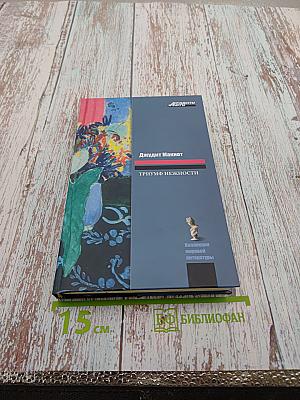 Джудит Макнот
ТРИУМФ НЕЖНОСТИ
Коллекция
мировой
литературы
15 см
БИБЛИОФАН